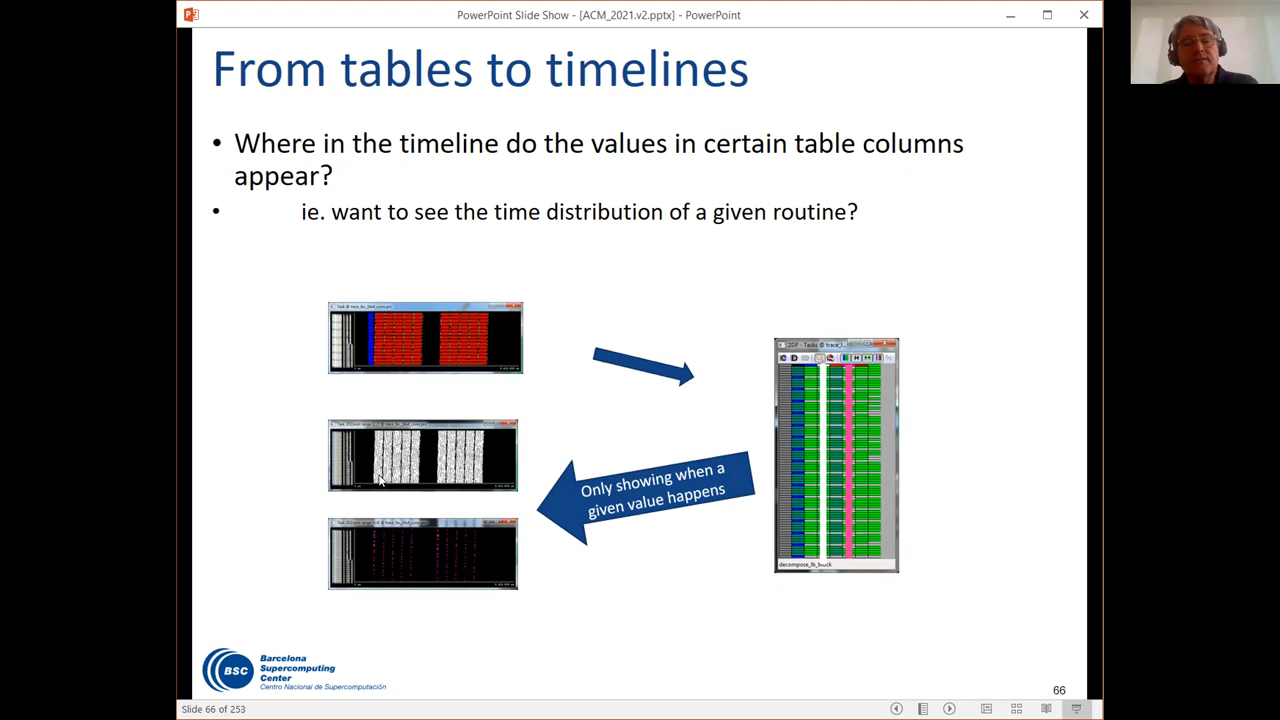 PowerPoint Slide Show - [ACM_2021.v2.pptx] - PowerPoint
From tables to timelines
• Where in the timeline do the values in certain table columns
appear?
• ie. want to see the time distribution of a given routine?
Only showing when a
given value happens
BSC
Barcelona
Supercomputing
Center
Centro Nacional de Supercomputación
66
Slide 66 of 253